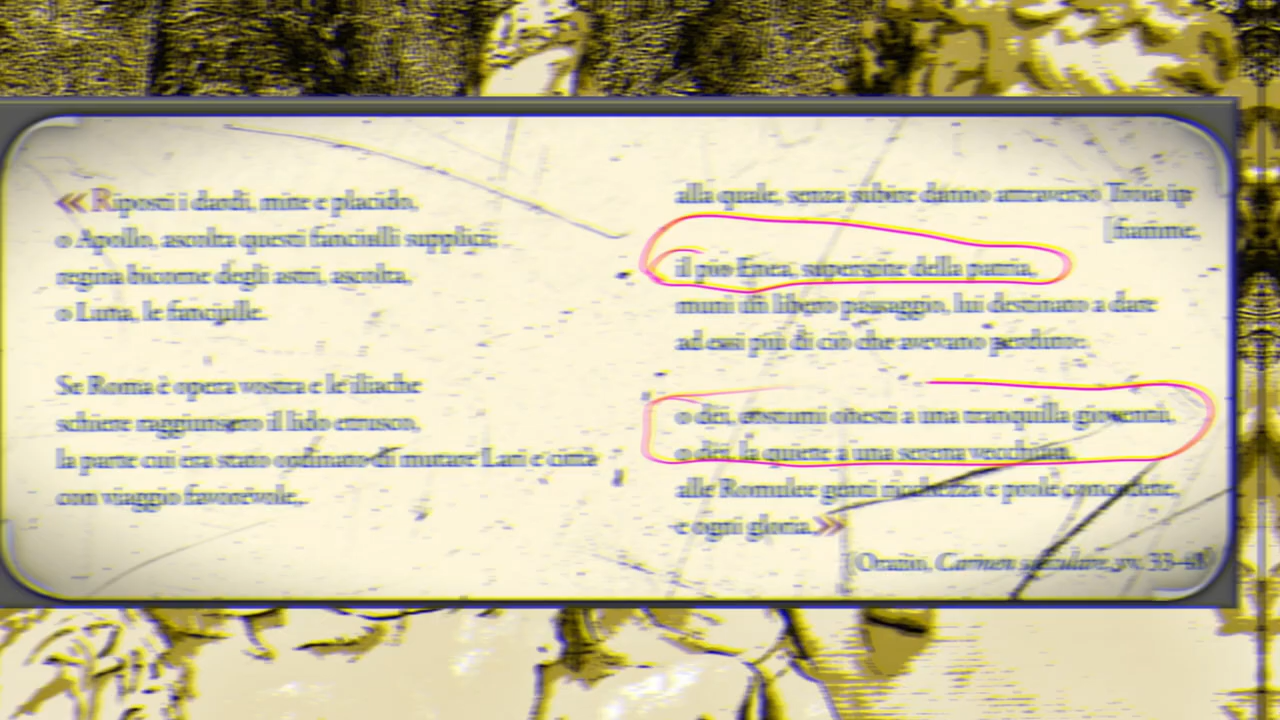 «Riposti i dardi, mite e placido,
o Apollo, ascolta questi fanciulli supplici;
regina bicorne degli astri, ascolta,
o Luna, le fanciulle.
Se Roma è opera vostra e le iliache
schiere raggiunsero il lido etrusco,
la parte cui era stato ordinato di mutare Lari e città
con viaggio favorevole,
alla quale, senza subire danno attraverso Troia in
[fiamme,
il pio Enea, superstite della patria,
munì di libero passaggio, lui destinato a dare
ad essi più di ciò che avevano perduto:
o dèi, costumi onesti a una tranquilla gioventù,
o dèi, la quiete a una serena vecchiaia,
alle Romulee genti ricchezza e prole concedete,
e ogni gloria.»
(Orazio, Carmen saeculare, vv. 33-48)